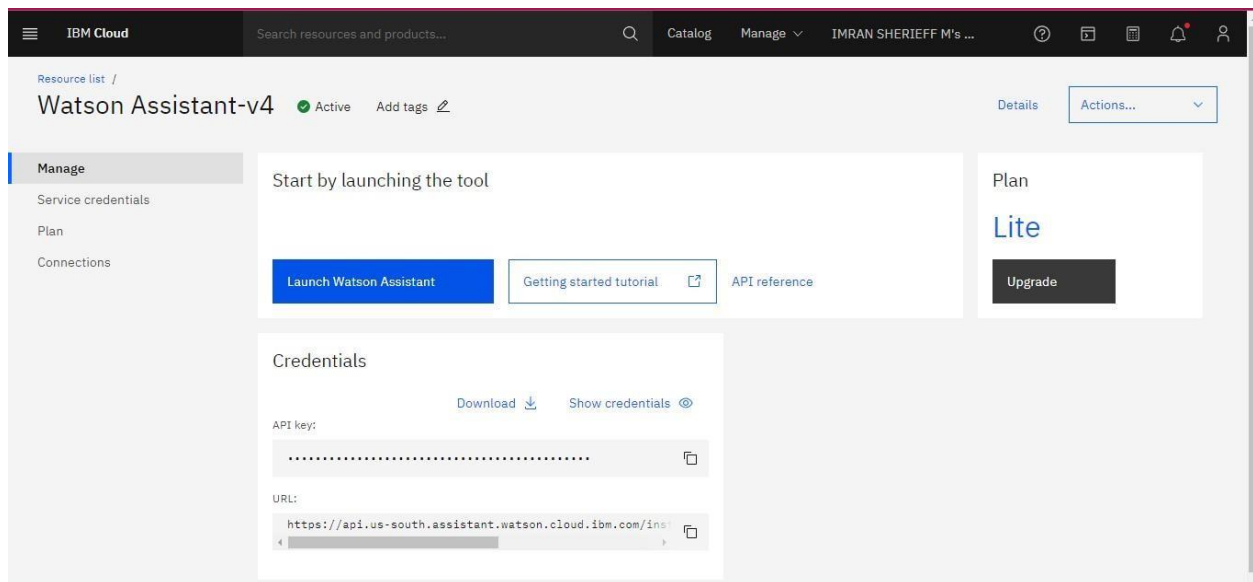 IBM Cloud
Search resources and products...
Catalog
Manage
IMRAN SHERIEFF M's ...
Resource list /
Watson Assistant-v4
Active
Add tags
Details
Actions...
Manage
Service credentials
Plan
Connections
Start by launching the tool
Launch Watson Assistant
Getting started tutorial
API reference
Plan
Lite
Upgrade
Credentials
Download
Show credentials
API key:
............................................
URL:
https://api.us-south.assistant.watson.cloud.ibm.com/ins